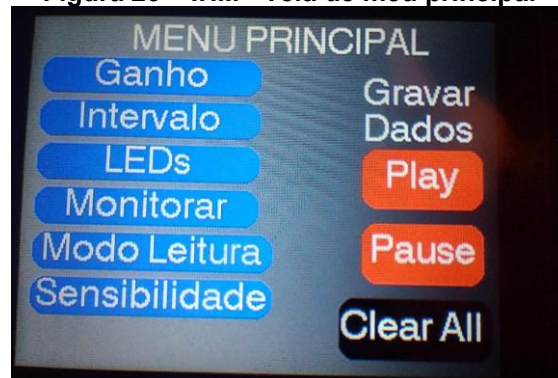 MENU PRINCIPAL
Ganho
Intervalo
LEDs
Monitorar
Modo Leitura
Sensibilidade
Gravar
Dados
Play
Pause
Clear All